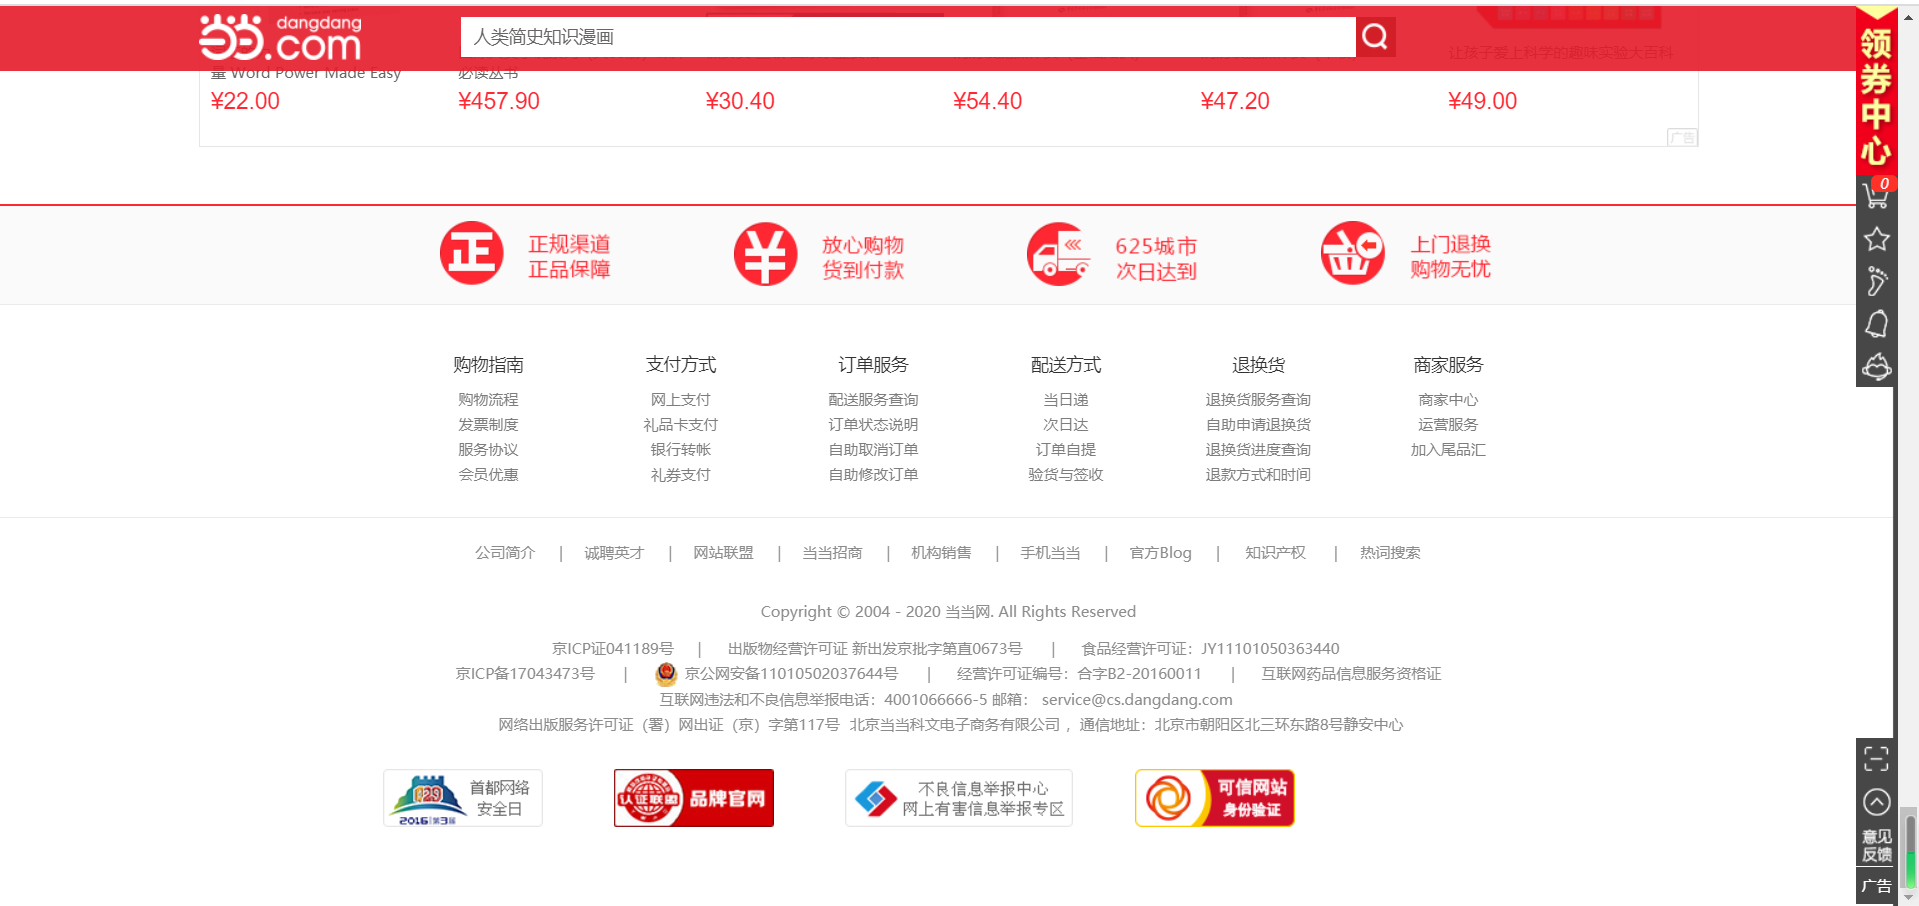 dangdang
.com
人类简史知识漫画
让孩子爱上科学的趣味实验大百科
量 Word Power Made Easy
必读丛书
¥22.00
¥457.90
¥30.40
¥54.40
¥47.20
¥49.00
广告
领券中心
0
正
正规渠道
正品保障
¥
放心购物
货到付款
625城市
次日达到
上门退换
购物无忧
购物指南 支付方式 订单服务 配送方式 退换货 商家服务
购物流程 网上支付 配送服务查询 当日递 退换货服务查询 商家中心
发票制度 礼品卡支付 订单状态说明 次日达 自助申请退换货 运营服务
服务协议 银行转帐 自助取消订单 订单自提 退换货进度查询 加入尾品汇
会员优惠 礼券支付 自助修改订单 验货与签收 退款方式和时间
公司简介 | 诚聘英才 | 网站联盟 | 当当招商 | 机构销售 | 手机当当 | 官方Blog | 知识产权 | 热词搜索
Copyright © 2004 - 2020 当当网. All Rights Reserved
京ICP证041189号 | 出版物经营许可证 新出发京批字第直0673号 | 食品经营许可证：JY11101050363440
京ICP备17043473号 | 京公网安备11010502037644号 | 经营许可证编号：合字B2-20160011 | 互联网药品信息服务资格证
互联网违法和不良信息举报电话：4001066666-5 邮箱： service@cs.dangdang.com
网络出版服务许可证（署）网出证（京）字第117号 北京当当科文电子商务有限公司 ，通信地址：北京市朝阳区北三环东路8号静安中心
首都网络
安全日
2016 第3届
认证联盟
品牌官网
不良信息举报中心
网上有害信息举报专区
可信网站
身份验证
意见
反馈
广告